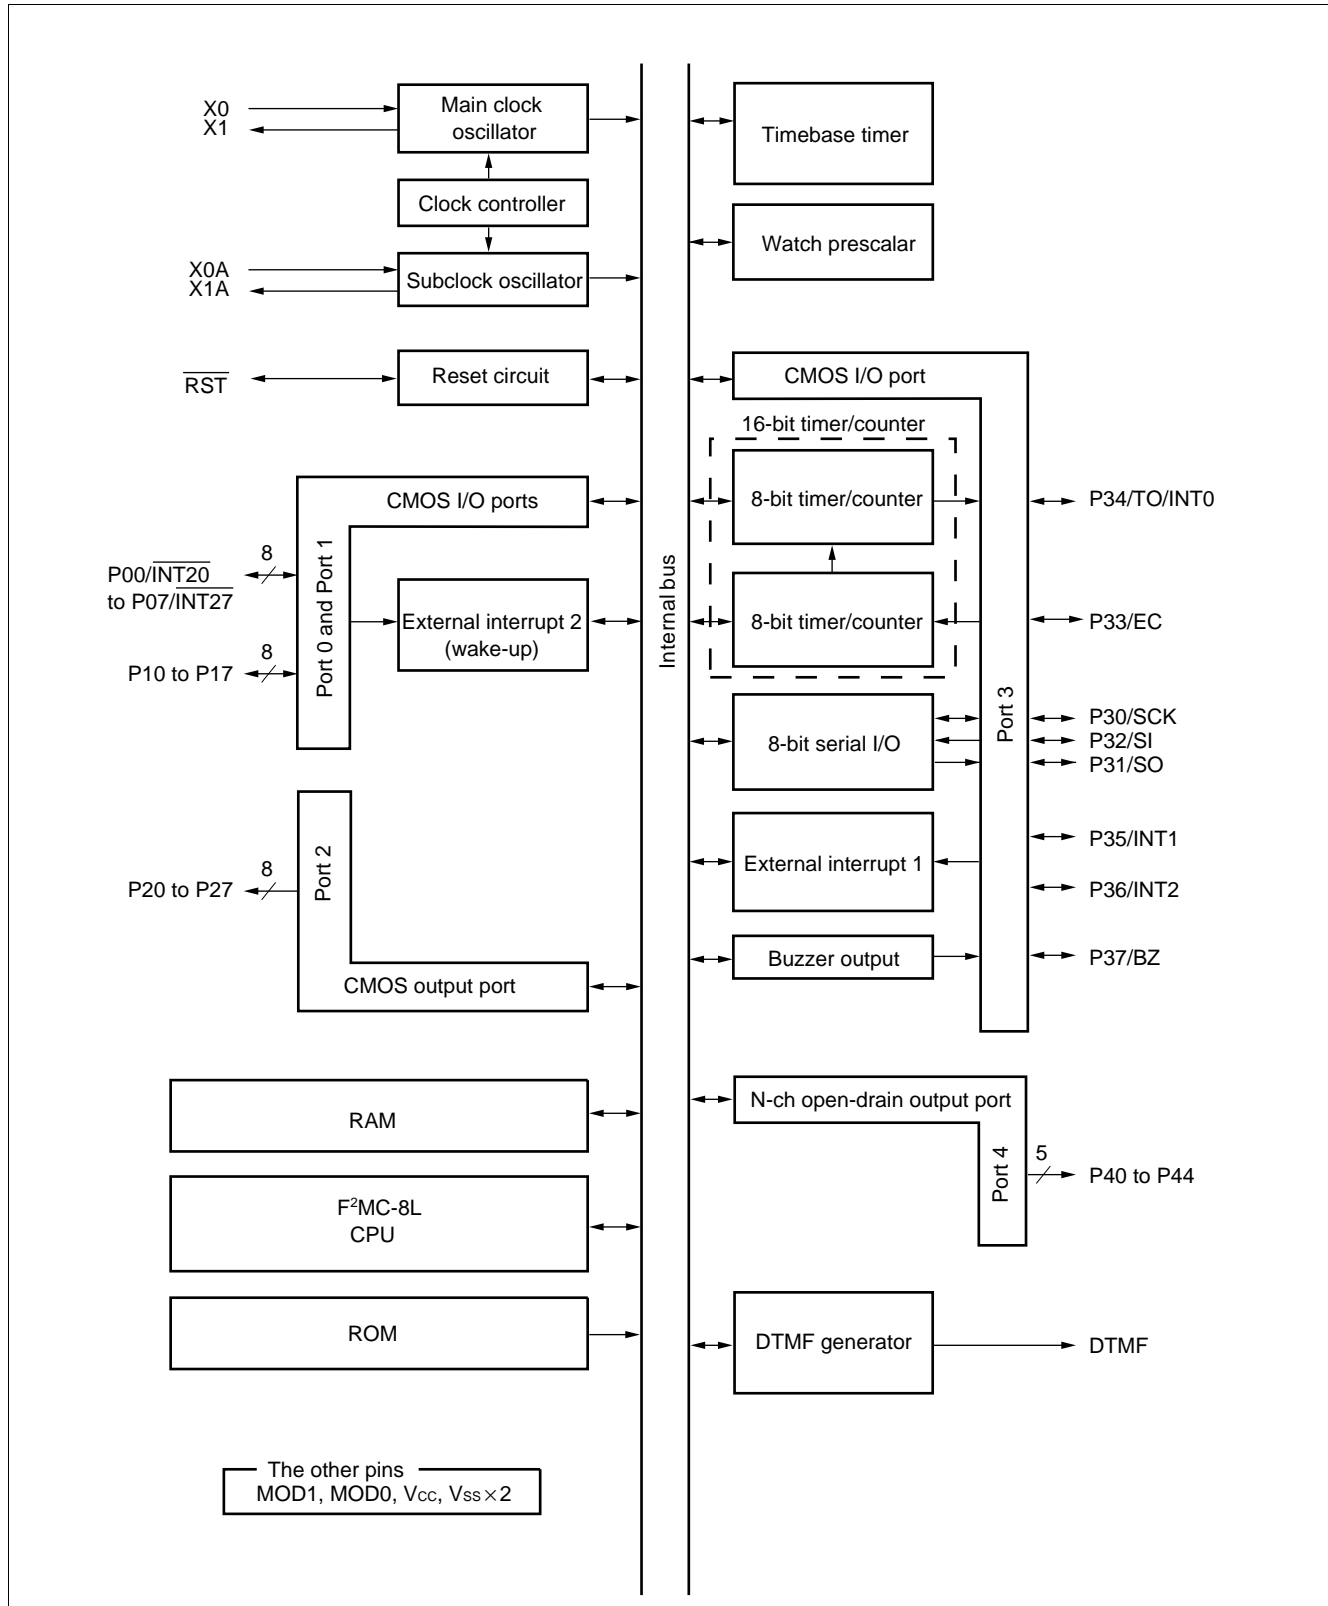 X0
X1
Main clock
oscillator
Clock controller
X0A
X1A
Subclock oscillator
RST
Reset circuit
CMOS I/O ports
Port 0 and Port 1
8
P00/INT20
to P07/INT27
External interrupt 2
(wake-up)
8
P10 to P17
Port 2
8
P20 to P27
CMOS output port
RAM
F²MC-8L
CPU
ROM
The other pins
MOD1, MOD0, VCC, VSS×2
Internal bus
Timebase timer
Watch prescalar
CMOS I/O port
16-bit timer/counter
8-bit timer/counter
P34/TO/INT0
8-bit timer/counter
P33/EC
Port 3
8-bit serial I/O
P30/SCK
P32/SI
P31/SO
External interrupt 1
P35/INT1
P36/INT2
Buzzer output
P37/BZ
N-ch open-drain output port
Port 4
5
P40 to P44
DTMF generator
DTMF